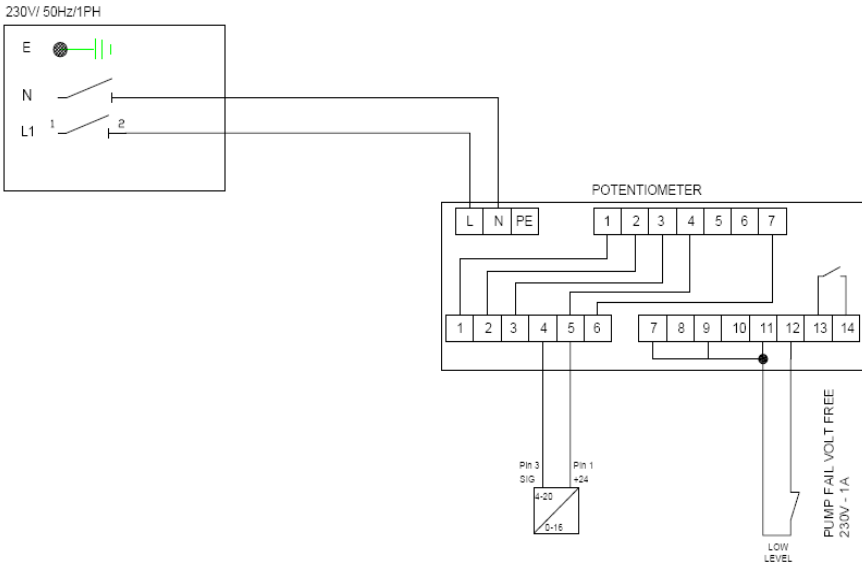 230V/ 50Hz/1PH
E
N
L1 1 2
POTENTIOMETER
L N PE 1 2 3 4 5 6 7
1 2 3 4 5 6 7 8 9 10 11 12 13 14
Pin 3 Pin 1
SIG +24
4-20
0-16
LOW
LEVEL
PUMP FAIL VOLT FREE
230V - 1A